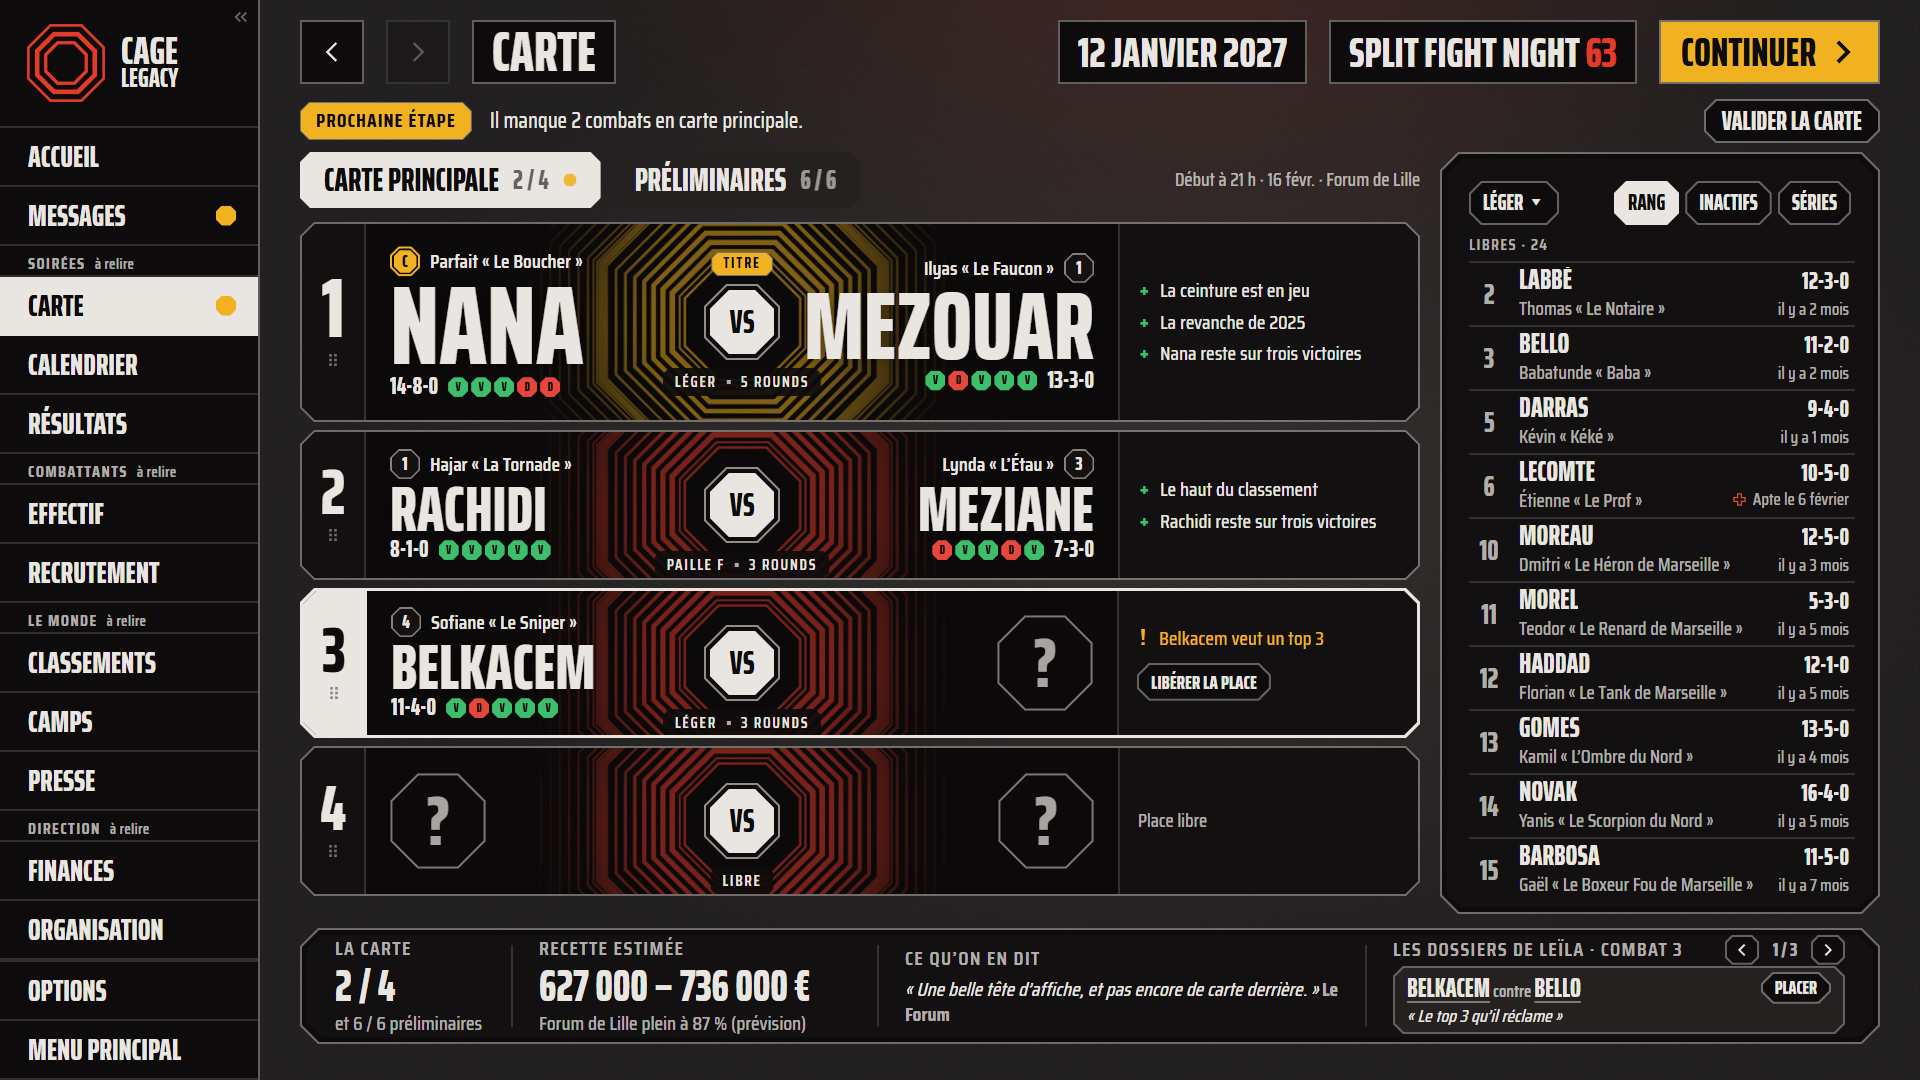 «
CAGE
LEGACY
ACCUEIL
MESSAGES
SOIRÉES à relire
CARTE
CALENDRIER
RÉSULTATS
COMBATTANTS à relire
EFFECTIF
RECRUTEMENT
LE MONDE à relire
CLASSEMENTS
CAMPS
PRESSE
DIRECTION à relire
FINANCES
ORGANISATION
OPTIONS
MENU PRINCIPAL
CARTE
12 JANVIER 2027
SPLIT FIGHT NIGHT 63
CONTINUER
PROCHAINE ÉTAPE
Il manque 2 combats en carte principale.
VALIDER LA CARTE
CARTE PRINCIPALE 2/4
PRÉLIMINAIRES 6/6
Début à 21 h · 16 févr. · Forum de Lille
1
C Parfait « Le Boucher »
NANA
14-8-0 V V V D D
TITRE
VS
LÉGER ▪ 5 ROUNDS
Ilyas « Le Faucon » 1
MEZOUAR
V D V V V 13-3-0
+ La ceinture est en jeu
+ La revanche de 2025
+ Nana reste sur trois victoires
2
1 Hajar « La Tornade »
RACHIDI
8-1-0 V V V V V
VS
PAILLE F ▪ 3 ROUNDS
Lynda « L'Étau » 3
MEZIANE
D V V D V 7-3-0
+ Le haut du classement
+ Rachidi reste sur trois victoires
3
4 Sofiane « Le Sniper »
BELKACEM
11-4-0 V D V V V
VS
LÉGER ▪ 3 ROUNDS
?
! Belkacem veut un top 3
LIBÉRER LA PLACE
4
?
VS
LIBRE
?
Place libre
LÉGER ▼
RANG
INACTIFS
SÉRIES
LIBRES · 24
2 LABBÉ 12-3-0
Thomas « Le Notaire » il y a 2 mois
3 BELLO 11-2-0
Babatunde « Baba » il y a 2 mois
5 DARRAS 9-4-0
Kévin « Kéké » il y a 1 mois
6 LECOMTE 10-5-0
Étienne « Le Prof » Apte le 6 février
10 MOREAU 12-5-0
Dmitri « Le Héron de Marseille » il y a 3 mois
11 MOREL 5-3-0
Teodor « Le Renard de Marseille » il y a 5 mois
12 HADDAD 12-1-0
Florian « Le Tank de Marseille » il y a 5 mois
13 GOMES 13-5-0
Kamil « L'Ombre du Nord » il y a 4 mois
14 NOVAK 16-4-0
Yanis « Le Scorpion du Nord » il y a 5 mois
15 BARBOSA 11-5-0
Gaël « Le Boxeur Fou de Marseille » il y a 7 mois
LA CARTE
2 / 4
et 6 / 6 préliminaires
RECETTE ESTIMÉE
627 000 – 736 000 €
Forum de Lille plein à 87 % (prévision)
CE QU'ON EN DIT
« Une belle tête d'affiche, et pas encore de carte derrière. » Le
Forum
LES DOSSIERS DE LEÏLA · COMBAT 3
1/3
BELKACEM contre BELLO
« Le top 3 qu'il réclame »
PLACER